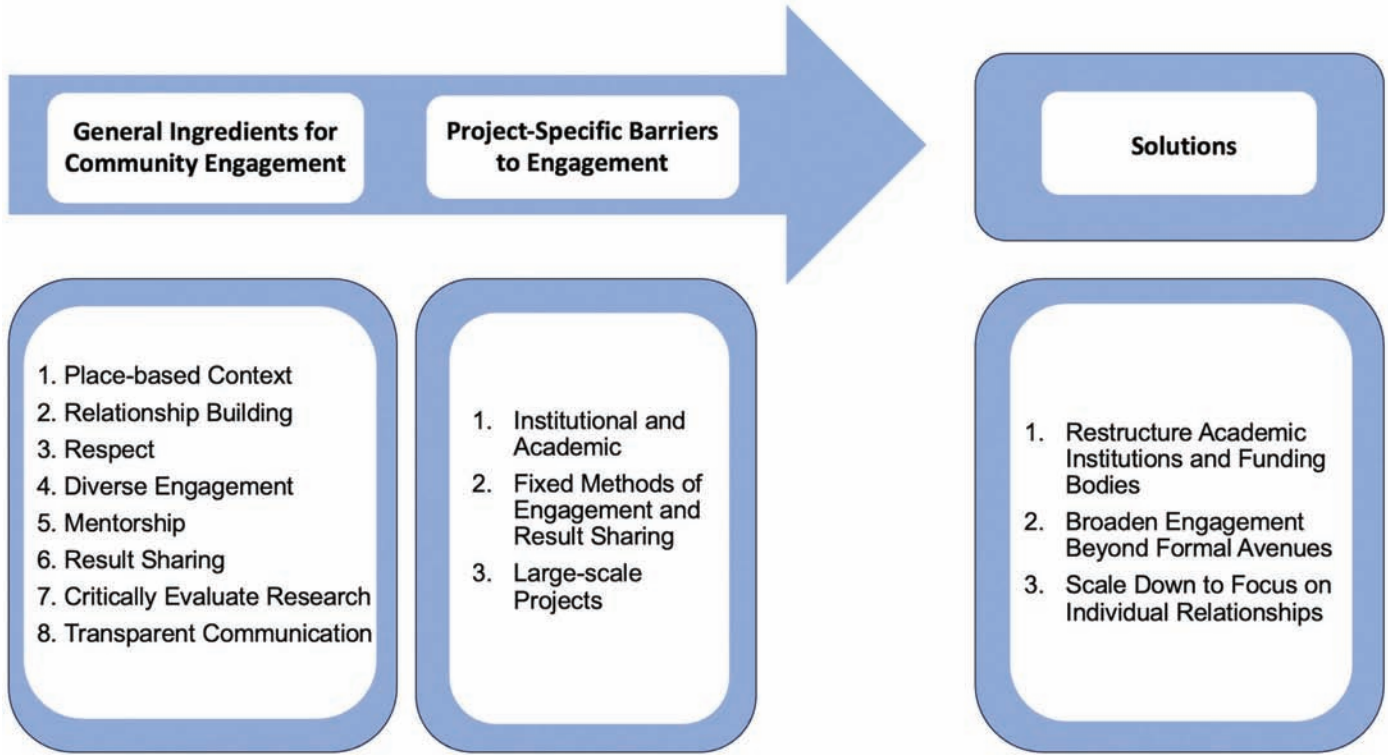 General Ingredients for
Community Engagement
Project-Specific Barriers
to Engagement
Solutions
1. Place-based Context
2. Relationship Building
3. Respect
4. Diverse Engagement
5. Mentorship
6. Result Sharing
7. Critically Evaluate Research
8. Transparent Communication
1. Institutional and
Academic
2. Fixed Methods of
Engagement and
Result Sharing
3. Large-scale
Projects
1. Restructure Academic
Institutions and Funding
Bodies
2. Broaden Engagement
Beyond Formal Avenues
3. Scale Down to Focus on
Individual Relationships